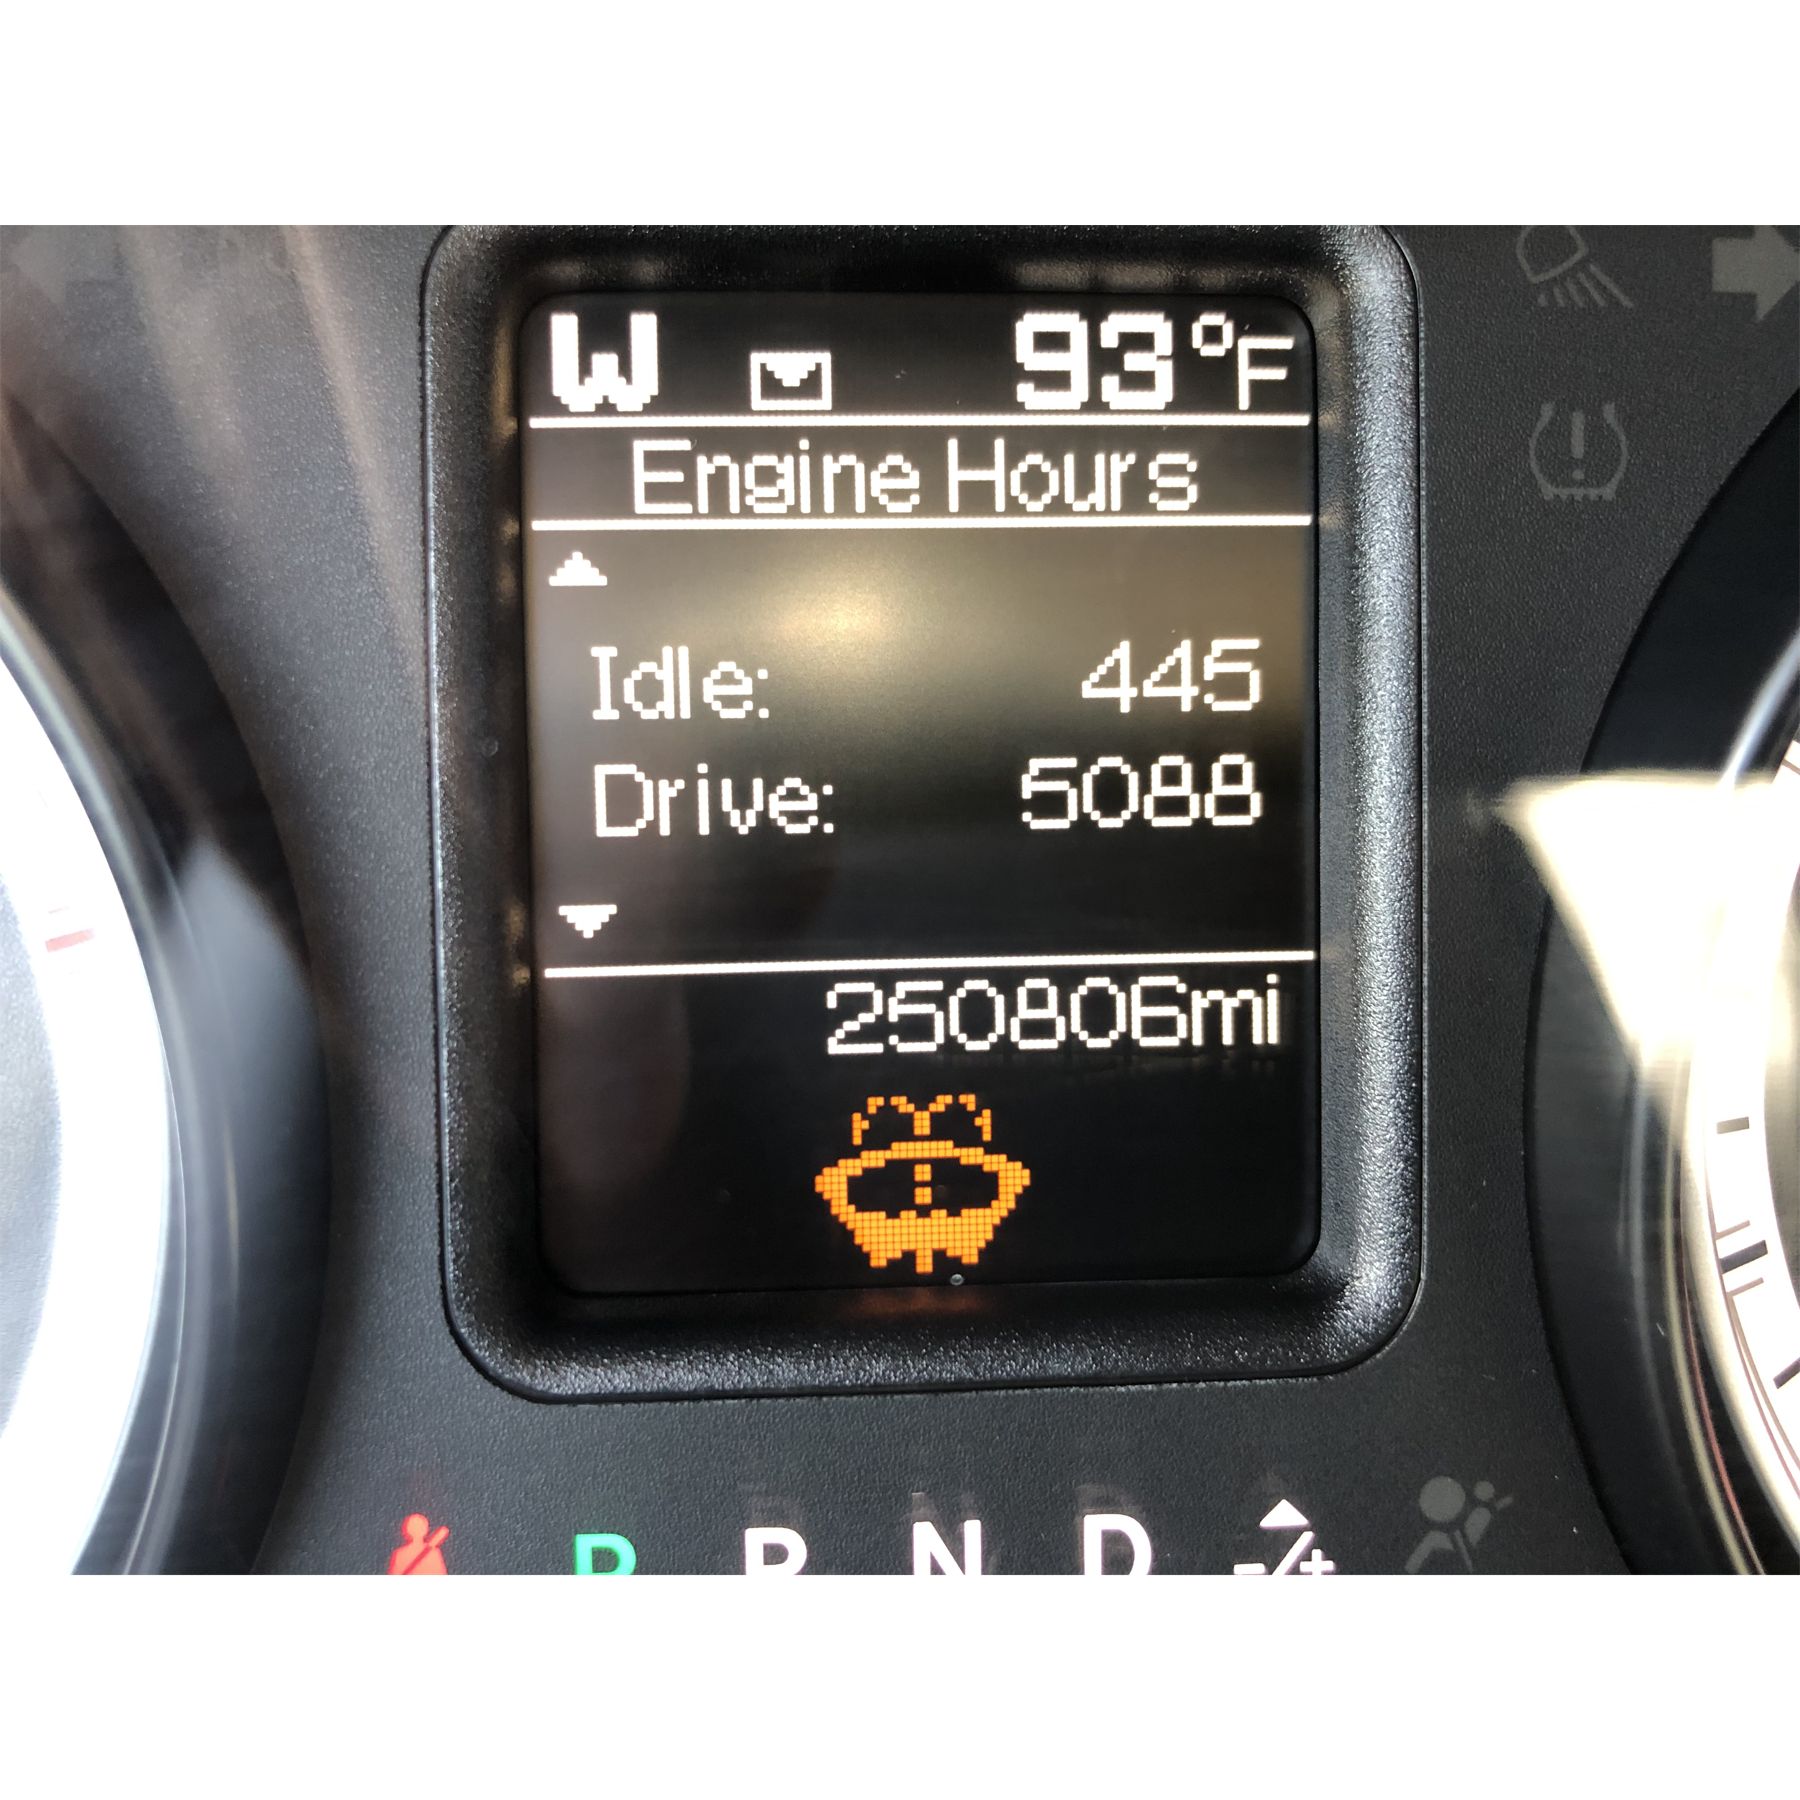 W 93°F
Engine Hours
Idle: 445
Drive: 5088
250806mi
P R N D -/+